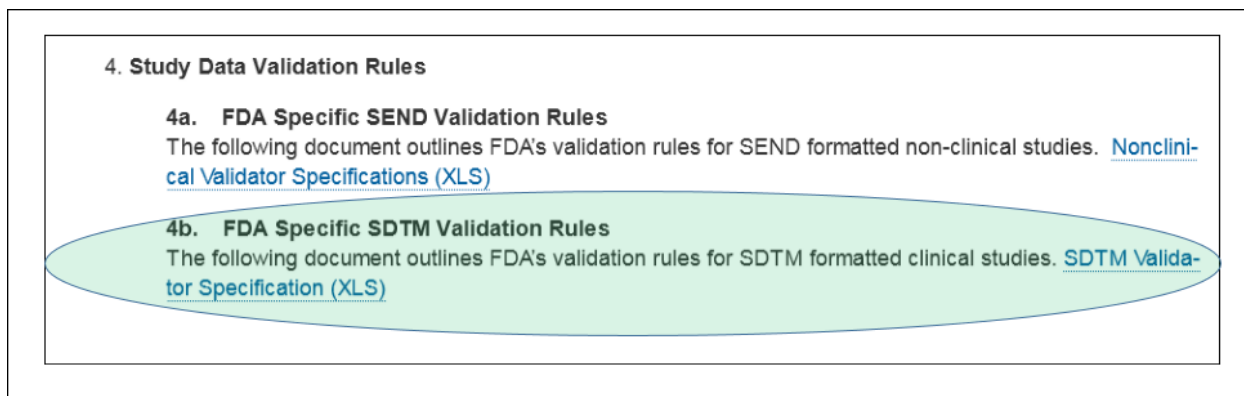 4. Study Data Validation Rules
4a. FDA Specific SEND Validation Rules
The following document outlines FDA's validation rules for SEND formatted non-clinical studies. Nonclini-
cal Validator Specifications (XLS)
4b. FDA Specific SDTM Validation Rules
The following document outlines FDA's validation rules for SDTM formatted clinical studies. SDTM Valida-
tor Specification (XLS)